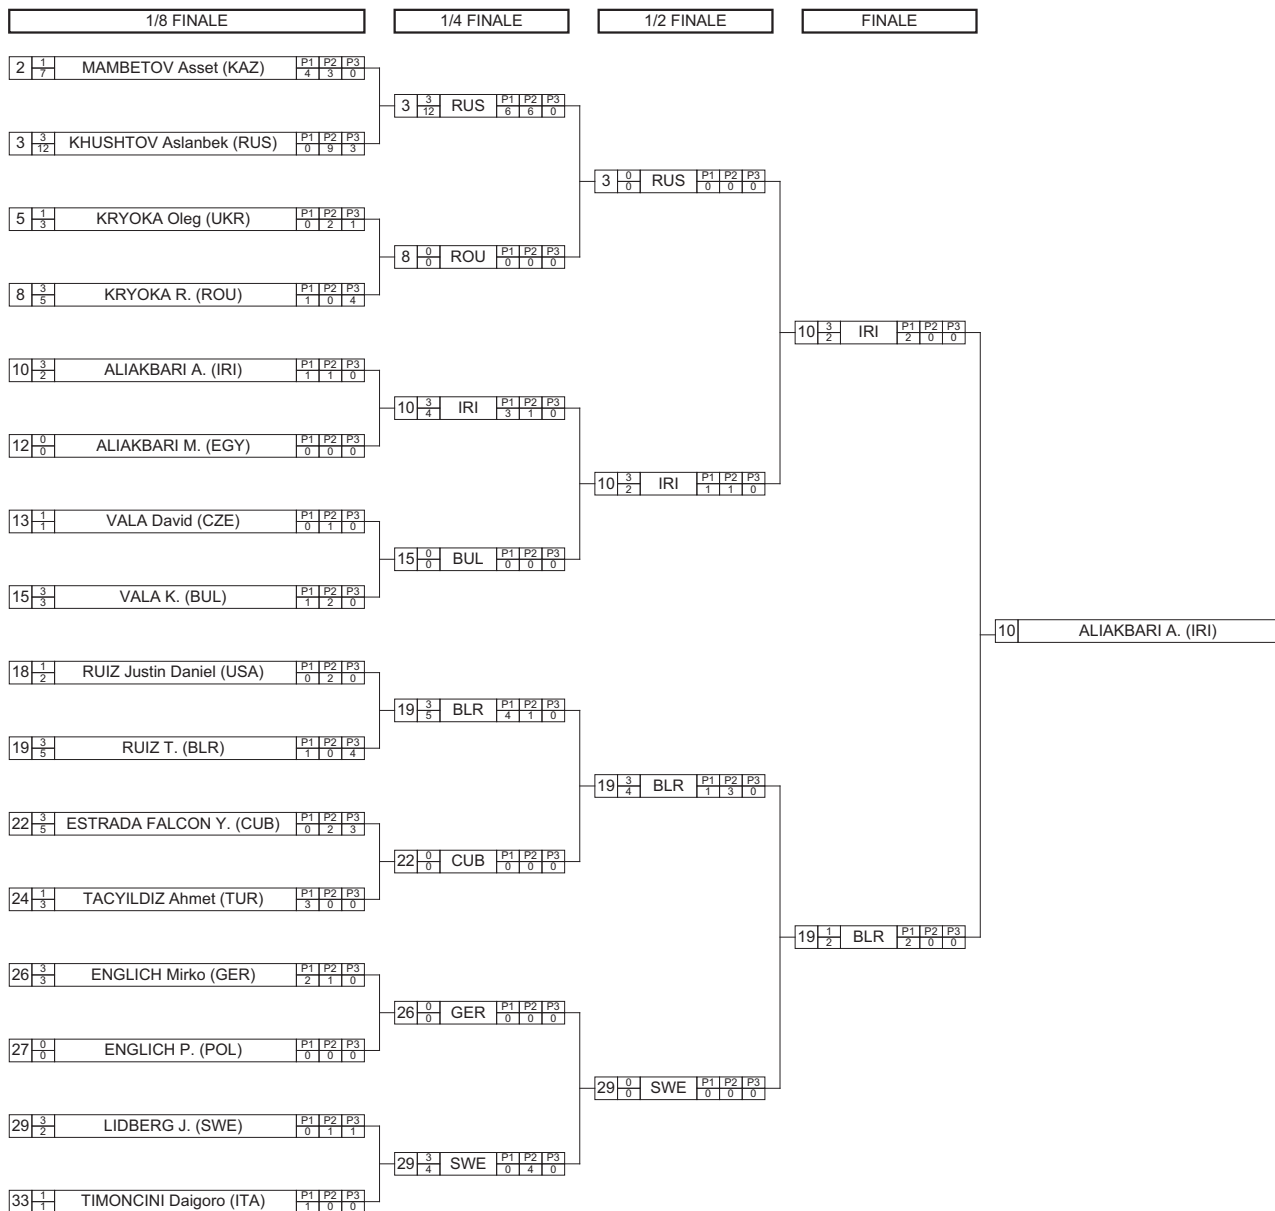 1/8 FINALE 1/4 FINALE 1/2 FINALE FINALE
2 1 7 MAMBETOV Asset (KAZ) P1 P2 P3 4 3 0
3 3 12 RUS P1 P2 P3 6 6 0
3 3 12 KHUSHTOV Aslanbek (RUS) P1 P2 P3 0 9 3
3 0 0 RUS P1 P2 P3 0 0 0
5 1 3 KRYOKA Oleg (UKR) P1 P2 P3 0 2 1
8 0 0 ROU P1 P2 P3 0 0 0
8 3 5 KRYOKA R. (ROU) P1 P2 P3 1 0 4
10 3 2 IRI P1 P2 P3 2 0 0
10 3 2 ALIAKBARI A. (IRI) P1 P2 P3 1 1 0
10 3 4 IRI P1 P2 P3 3 1 0
12 0 0 ALIAKBARI M. (EGY) P1 P2 P3 0 0 0
10 3 2 IRI P1 P2 P3 1 1 0
13 1 1 VALA David (CZE) P1 P2 P3 0 1 0
15 0 0 BUL P1 P2 P3 0 0 0
15 3 3 VALA K. (BUL) P1 P2 P3 1 2 0
10 ALIAKBARI A. (IRI)
18 1 2 RUIZ Justin Daniel (USA) P1 P2 P3 0 2 0
19 3 5 BLR P1 P2 P3 4 1 0
19 3 5 RUIZ T. (BLR) P1 P2 P3 1 0 4
19 3 4 BLR P1 P2 P3 1 3 0
22 3 5 ESTRADA FALCON Y. (CUB) P1 P2 P3 0 2 3
22 0 0 CUB P1 P2 P3 0 0 0
24 1 3 TACYILDIZ Ahmet (TUR) P1 P2 P3 3 0 0
19 1 2 BLR P1 P2 P3 2 0 0
26 3 3 ENGLICH Mirko (GER) P1 P2 P3 2 1 0
26 0 0 GER P1 P2 P3 0 0 0
27 0 0 ENGLICH P. (POL) P1 P2 P3 0 0 0
29 0 0 SWE P1 P2 P3 0 0 0
29 3 2 LIDBERG J. (SWE) P1 P2 P3 0 1 1
29 3 4 SWE P1 P2 P3 0 4 0
33 1 1 TIMONCINI Daigoro (ITA) P1 P2 P3 1 0 0